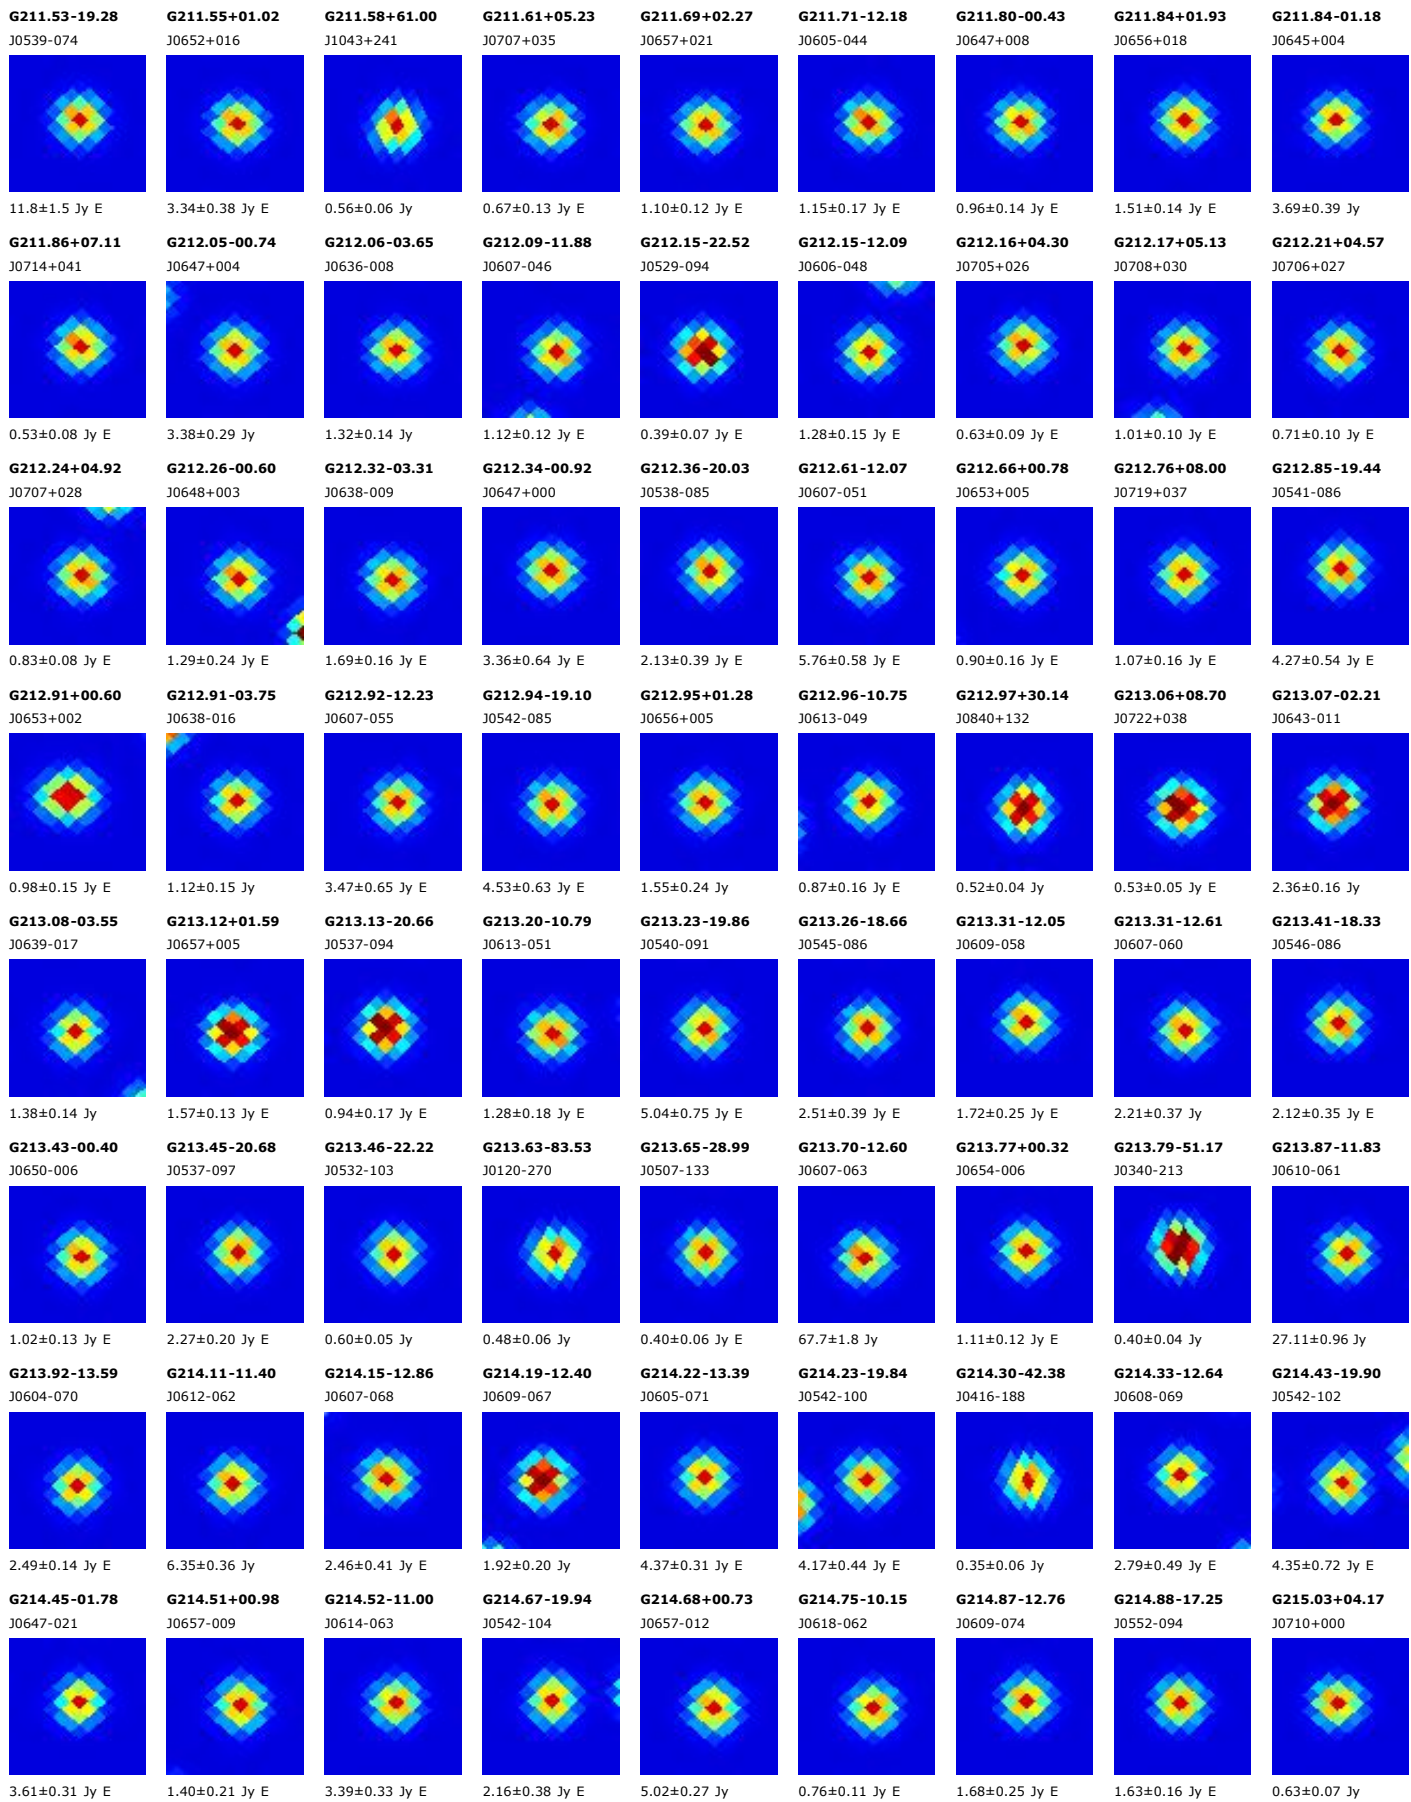 G211.53-19.28 G211.55+01.02 G211.58+61.00 G211.61+05.23 G211.69+02.27 G211.71-12.18 G211.80-00.43 G211.84+01.93 G211.84-01.18
J0539-074 J0652+016 J1043+241 J0707+035 J0657+021 J0605-044 J0647+008 J0656+018 J0645+004
11.8±1.5 Jy E 3.34±0.38 Jy E 0.56±0.06 Jy 0.67±0.13 Jy E 1.10±0.12 Jy E 1.15±0.17 Jy E 0.96±0.14 Jy E 1.51±0.14 Jy E 3.69±0.39 Jy
G211.86+07.11 G212.05-00.74 G212.06-03.65 G212.09-11.88 G212.15-22.52 G212.15-12.09 G212.16+04.30 G212.17+05.13 G212.21+04.57
J0714+041 J0647+004 J0636-008 J0607-046 J0529-094 J0606-048 J0705+026 J0708+030 J0706+027
0.53±0.08 Jy E 3.38±0.29 Jy 1.32±0.14 Jy 1.12±0.12 Jy E 0.39±0.07 Jy E 1.28±0.15 Jy E 0.63±0.09 Jy E 1.01±0.10 Jy E 0.71±0.10 Jy E
G212.24+04.92 G212.26-00.60 G212.32-03.31 G212.34-00.92 G212.36-20.03 G212.61-12.07 G212.66+00.78 G212.76+08.00 G212.85-19.44
J0707+028 J0648+003 J0638-009 J0647+000 J0538-085 J0607-051 J0653+005 J0719+037 J0541-086
0.83±0.08 Jy E 1.29±0.24 Jy E 1.69±0.16 Jy E 3.36±0.64 Jy E 2.13±0.39 Jy E 5.76±0.58 Jy E 0.90±0.16 Jy E 1.07±0.16 Jy E 4.27±0.54 Jy E
G212.91+00.60 G212.91-03.75 G212.92-12.23 G212.94-19.10 G212.95+01.28 G212.96-10.75 G212.97+30.14 G213.06+08.70 G213.07-02.21
J0653+002 J0638-016 J0607-055 J0542-085 J0656+005 J0613-049 J0840+132 J0722+038 J0643-011
0.98±0.15 Jy E 1.12±0.15 Jy 3.47±0.65 Jy E 4.53±0.63 Jy E 1.55±0.24 Jy 0.87±0.16 Jy E 0.52±0.04 Jy 0.53±0.05 Jy E 2.36±0.16 Jy
G213.08-03.55 G213.12+01.59 G213.13-20.66 G213.20-10.79 G213.23-19.86 G213.26-18.66 G213.31-12.05 G213.31-12.61 G213.41-18.33
J0639-017 J0657+005 J0537-094 J0613-051 J0540-091 J0545-086 J0609-058 J0607-060 J0546-086
1.38±0.14 Jy 1.57±0.13 Jy E 0.94±0.17 Jy E 1.28±0.18 Jy E 5.04±0.75 Jy E 2.51±0.39 Jy E 1.72±0.25 Jy E 2.21±0.37 Jy 2.12±0.35 Jy E
G213.43-00.40 G213.45-20.68 G213.46-22.22 G213.63-83.53 G213.65-28.99 G213.70-12.60 G213.77+00.32 G213.79-51.17 G213.87-11.83
J0650-006 J0537-097 J0532-103 J0120-270 J0507-133 J0607-063 J0654-006 J0340-213 J0610-061
1.02±0.13 Jy E 2.27±0.20 Jy E 0.60±0.05 Jy 0.48±0.06 Jy 0.40±0.06 Jy E 67.7±1.8 Jy 1.11±0.12 Jy E 0.40±0.04 Jy 27.11±0.96 Jy
G213.92-13.59 G214.11-11.40 G214.15-12.86 G214.19-12.40 G214.22-13.39 G214.23-19.84 G214.30-42.38 G214.33-12.64 G214.43-19.90
J0604-070 J0612-062 J0607-068 J0609-067 J0605-071 J0542-100 J0416-188 J0608-069 J0542-102
2.49±0.14 Jy E 6.35±0.36 Jy 2.46±0.41 Jy E 1.92±0.20 Jy 4.37±0.31 Jy E 4.17±0.44 Jy E 0.35±0.06 Jy 2.79±0.49 Jy E 4.35±0.72 Jy E
G214.45-01.78 G214.51+00.98 G214.52-11.00 G214.67-19.94 G214.68+00.73 G214.75-10.15 G214.87-12.76 G214.88-17.25 G215.03+04.17
J0647-021 J0657-009 J0614-063 J0542-104 J0657-012 J0618-062 J0609-074 J0552-094 J0710+000
3.61±0.31 Jy E 1.40±0.21 Jy E 3.39±0.33 Jy E 2.16±0.38 Jy E 5.02±0.27 Jy 0.76±0.11 Jy E 1.68±0.25 Jy E 1.63±0.16 Jy E 0.63±0.07 Jy